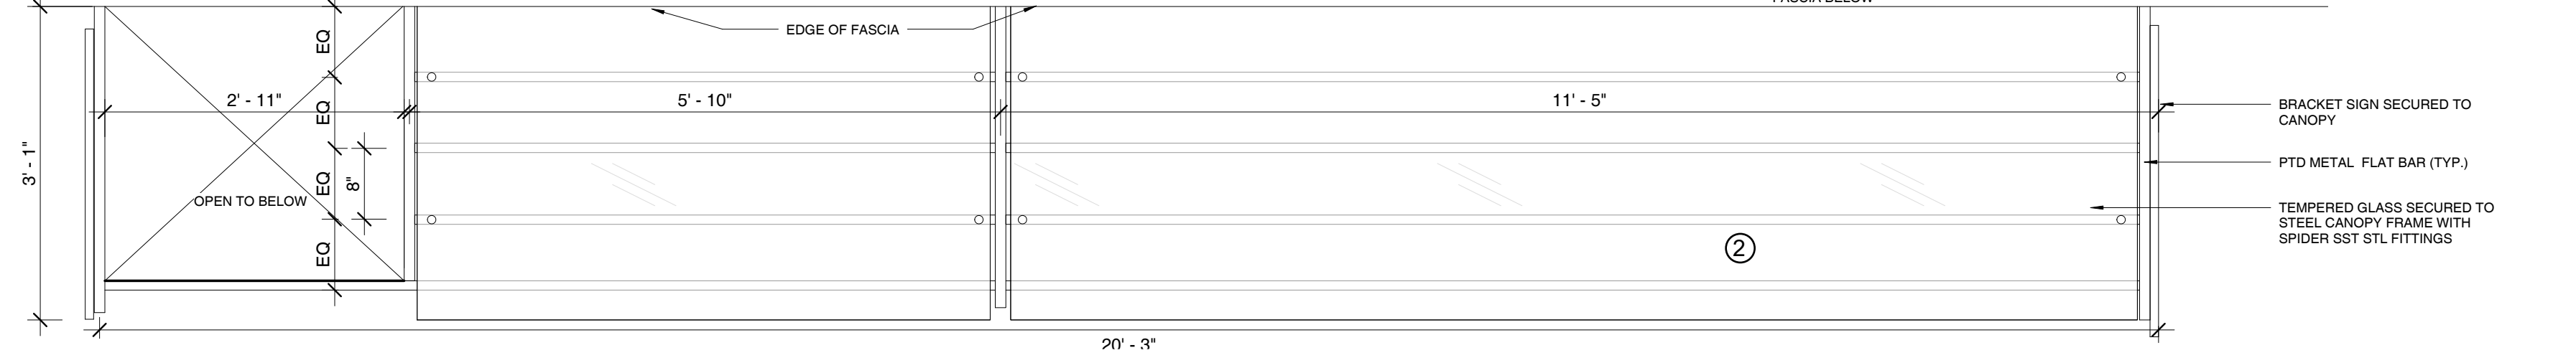 FASCIA BELOW
EDGE OF FASCIA
EQ
EQ
EQ
EQ
2' - 11"
5' - 10"
11' - 5"
3' - 1"
8"
OPEN TO BELOW
2
BRACKET SIGN SECURED TO
CANOPY
PTD METAL FLAT BAR (TYP.)
TEMPERED GLASS SECURED TO
STEEL CANOPY FRAME WITH
SPIDER SST STL FITTINGS
20' - 3"